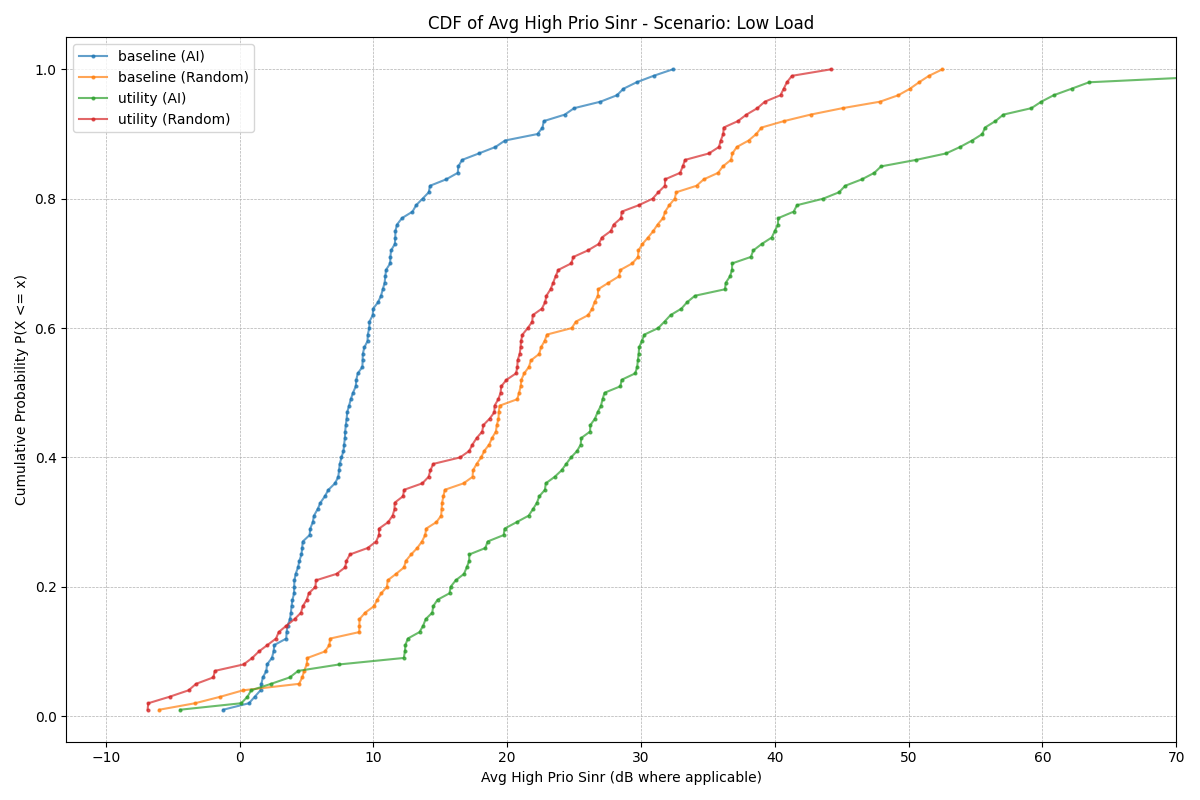 CDF of Avg High Prio Sinr - Scenario: Low Load
baseline (AI)
baseline (Random)
utility (AI)
utility (Random)
1.0
0.8
0.6
0.4
0.2
0.0
Cumulative Probability P(X <= x)
−10
0
10
20
30
40
50
60
70
Avg High Prio Sinr (dB where applicable)